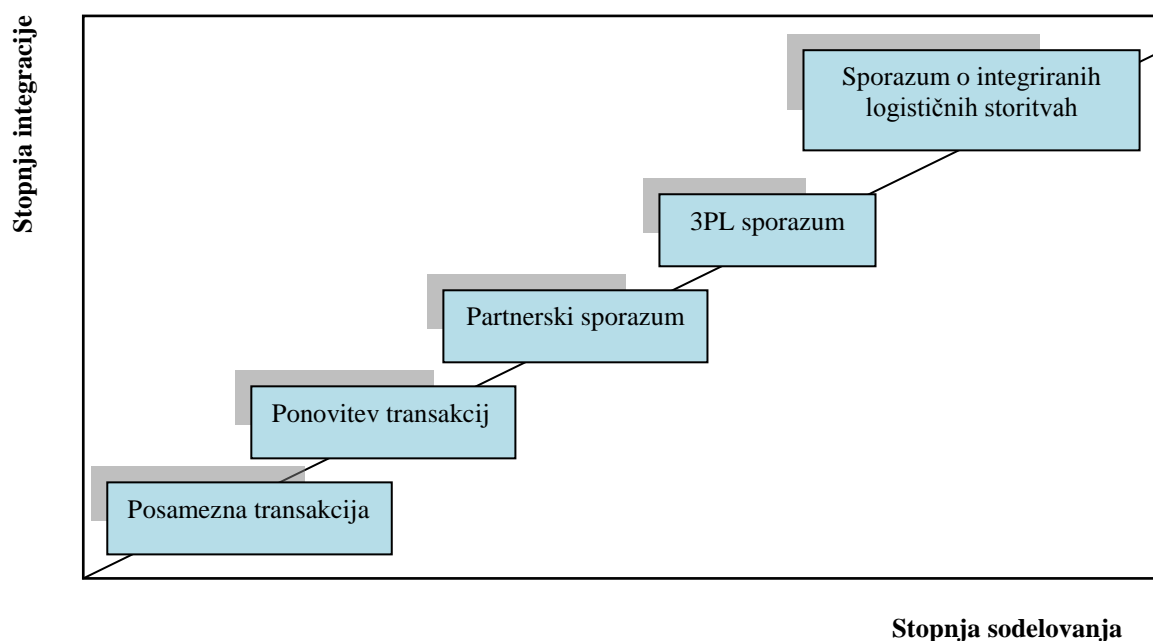 Stopnja integracije
Sporazum o integriranih
logističnih storitvah
3PL sporazum
Partnerski sporazum
Ponovitev transakcij
Posamezna transakcija
Stopnja sodelovanja